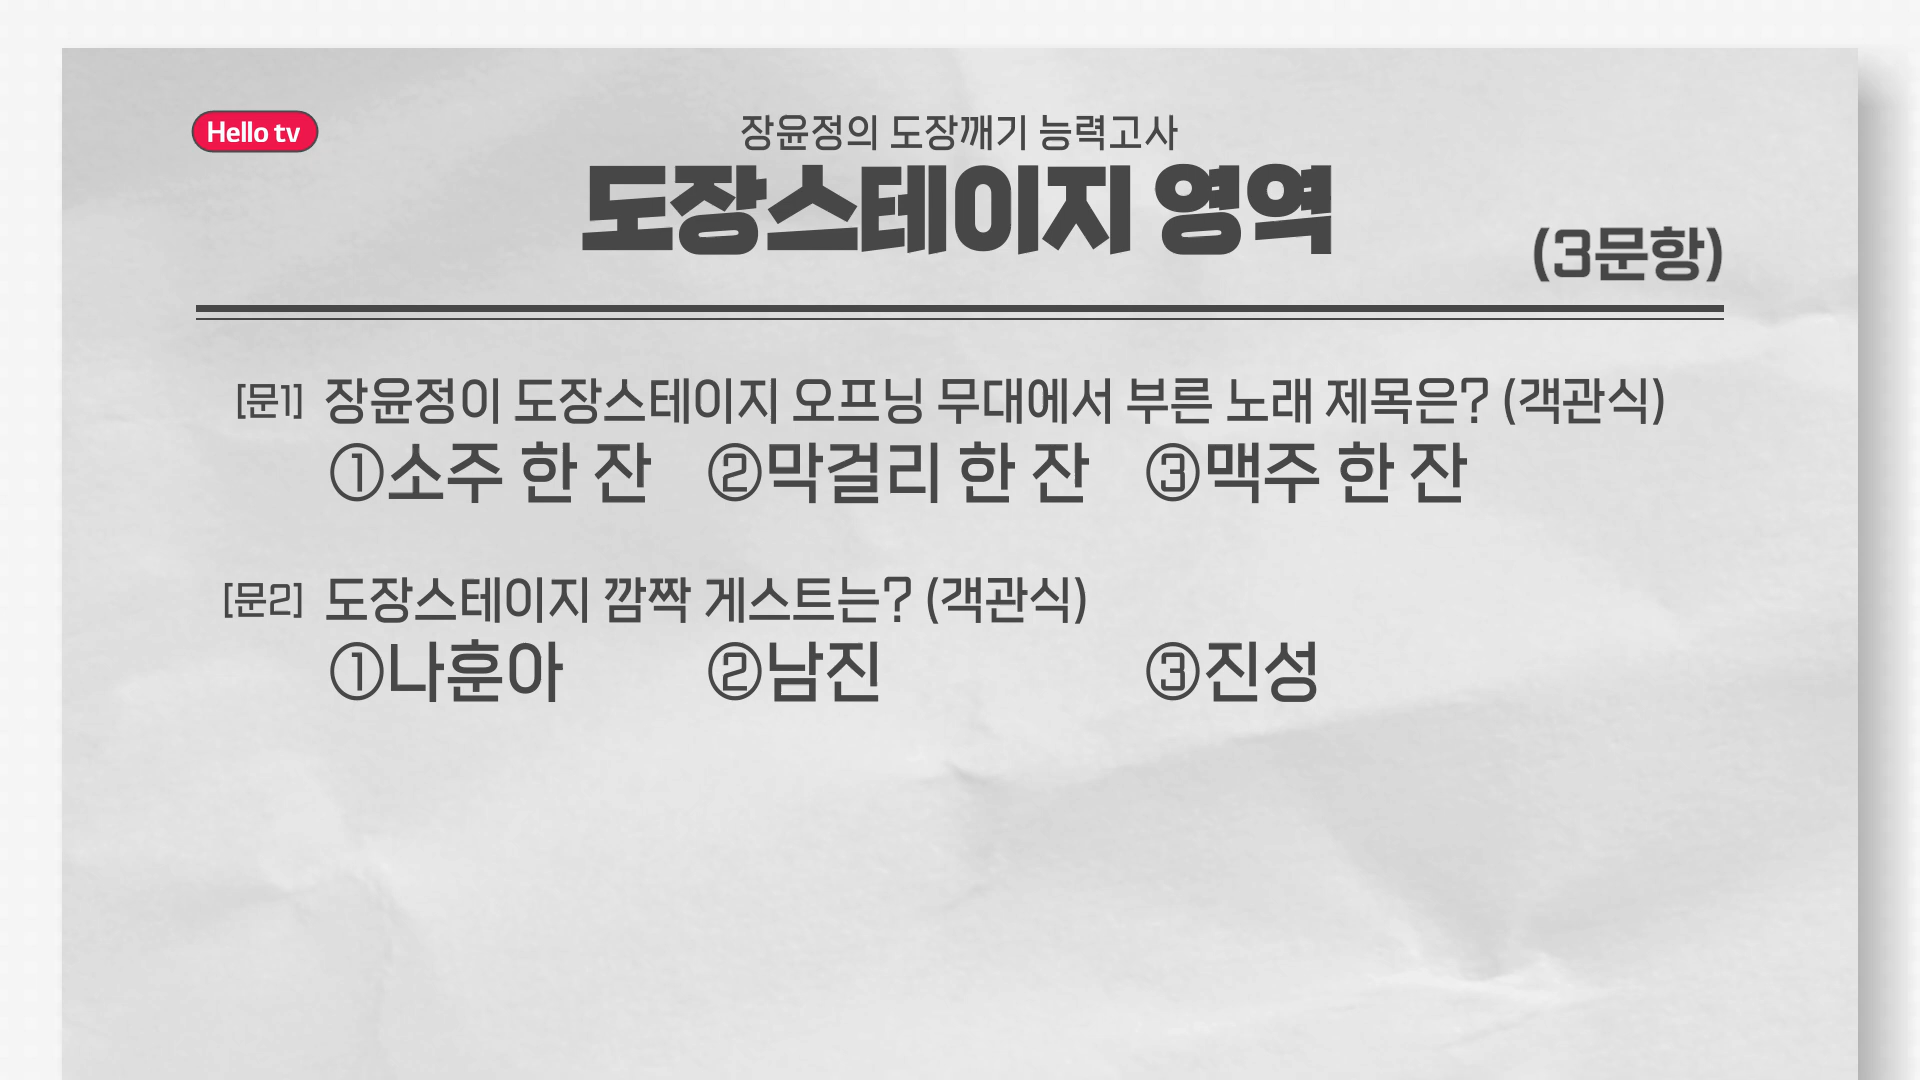 Hello tv
장윤정의 도장깨기 능력고사
도장스테이지 영역
(3문항)
[문1] 장윤정이 도장스테이지 오프닝 무대에서 부른 노래 제목은? (객관식)
①소주 한 잔 ②막걸리 한 잔 ③맥주 한 잔
[문2] 도장스테이지 깜짝 게스트는? (객관식)
①나훈아 ②남진 ③진성